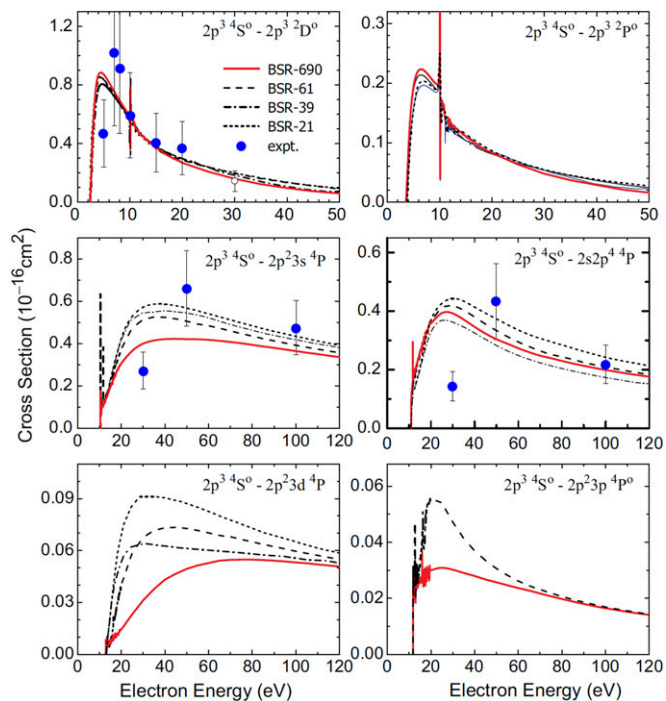 2p³ ⁴Sᵒ - 2p³ ²Dᵒ
1.2
0.8
0.4
0.0
BSR-690
BSR-61
BSR-39
BSR-21
expt.
0 10 20 30 40 50
2p³ ⁴Sᵒ - 2p³ ²Pᵒ
0.3
0.2
0.1
0.0
0 10 20 30 40 50
Cross Section (10⁻¹⁶cm²)
2p³ ⁴Sᵒ - 2p²3s ⁴P
0.8
0.6
0.4
0.2
0.0
0 20 40 60 80 100 120
2p³ ⁴Sᵒ - 2s2p⁴ ⁴P
0.6
0.4
0.2
0.0
0 20 40 60 80 100 120
2p³ ⁴Sᵒ - 2p²3d ⁴P
0.09
0.06
0.03
0.00
0 20 40 60 80 100 120
Electron Energy (eV)
2p³ ⁴Sᵒ - 2p²3p ⁴Pᵒ
0.06
0.04
0.02
0.00
0 20 40 60 80 100 120
Electron Energy (eV)